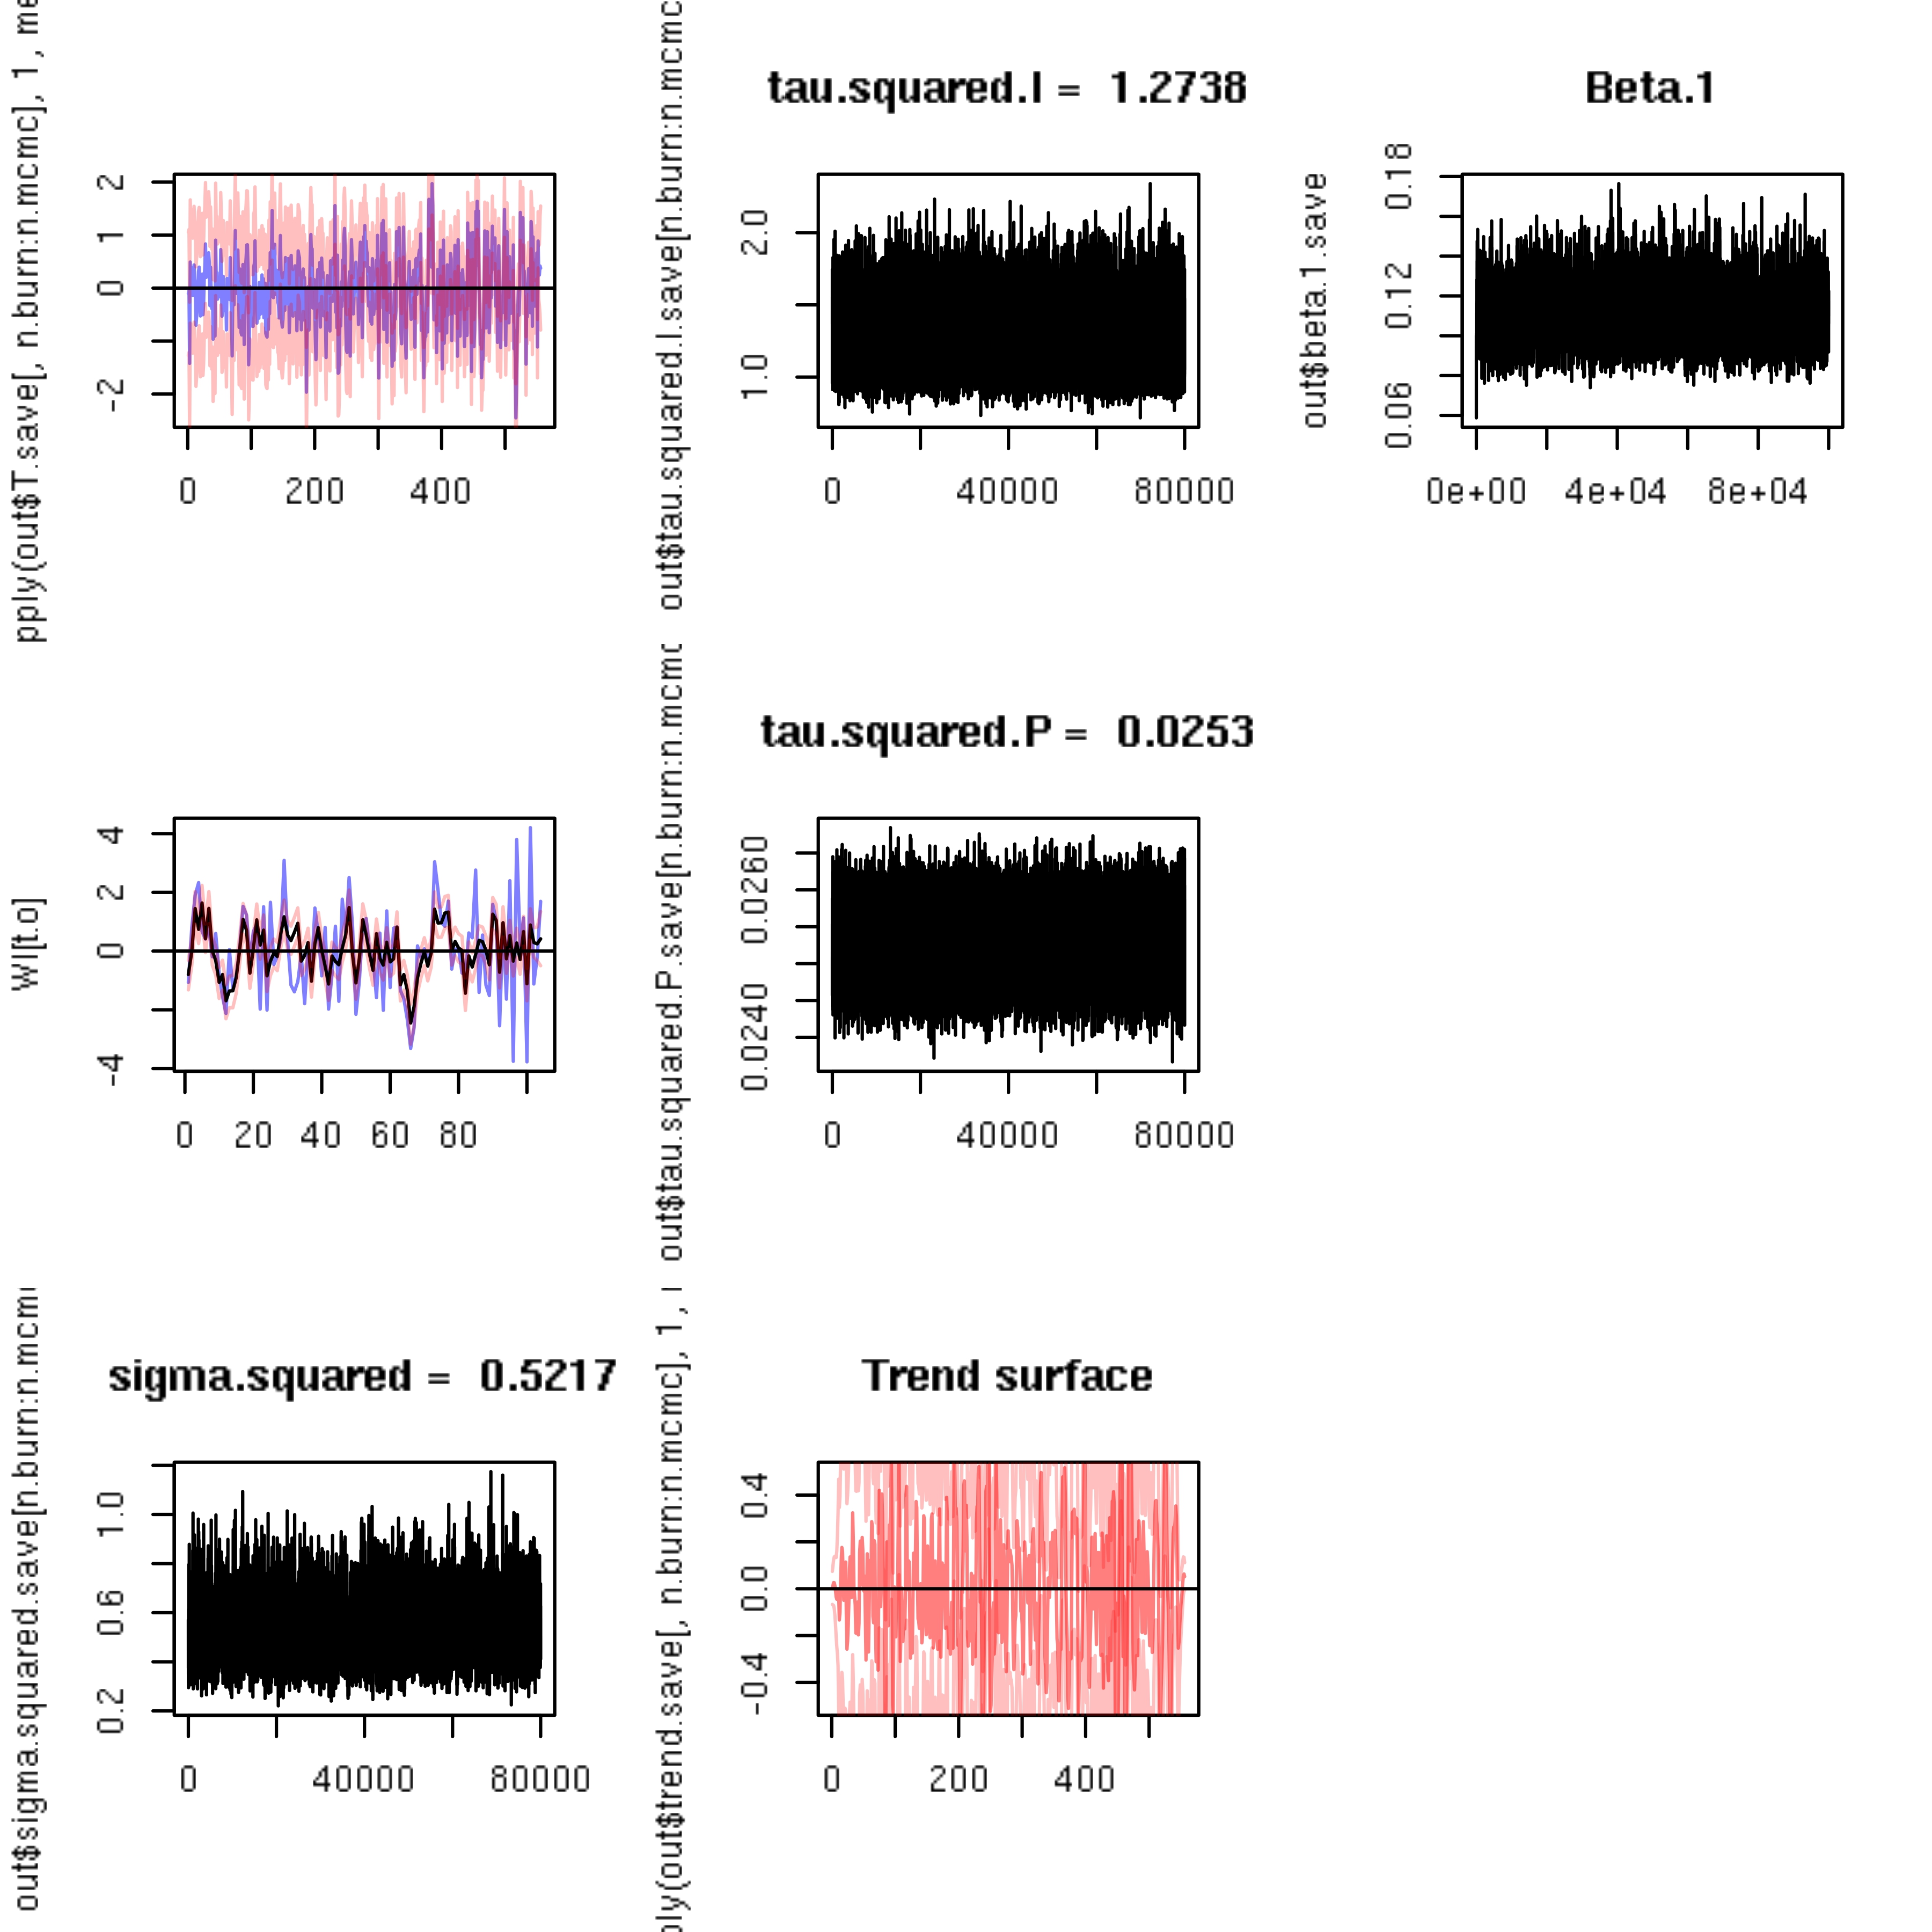 pply(out$T.save[, n.burn:n.mcmc], 1, me
2
1
0
-2
0 200 400
tau.squared.I = 1.2738
out$tau.squared.I.save[n.burn:n.mcmc
2.0
1.0
0 40000 80000
Beta.1
out$beta.1.save
0.18
0.12
0.06
0e+00 4e+04 8e+04
WI[t.o]
4
2
0
-4
0 20 40 60 80
tau.squared.P = 0.0253
out$tau.squared.P.save[n.burn:n.mcmc
0.0260
0.0240
0 40000 80000
sigma.squared = 0.5217
out$sigma.squared.save[n.burn:n.mcm
1.0
0.6
0.2
0 40000 80000
Trend surface
ply(out$trend.save[, n.burn:n.mcmc], 1,
0.4
0.0
-0.4
0 200 400